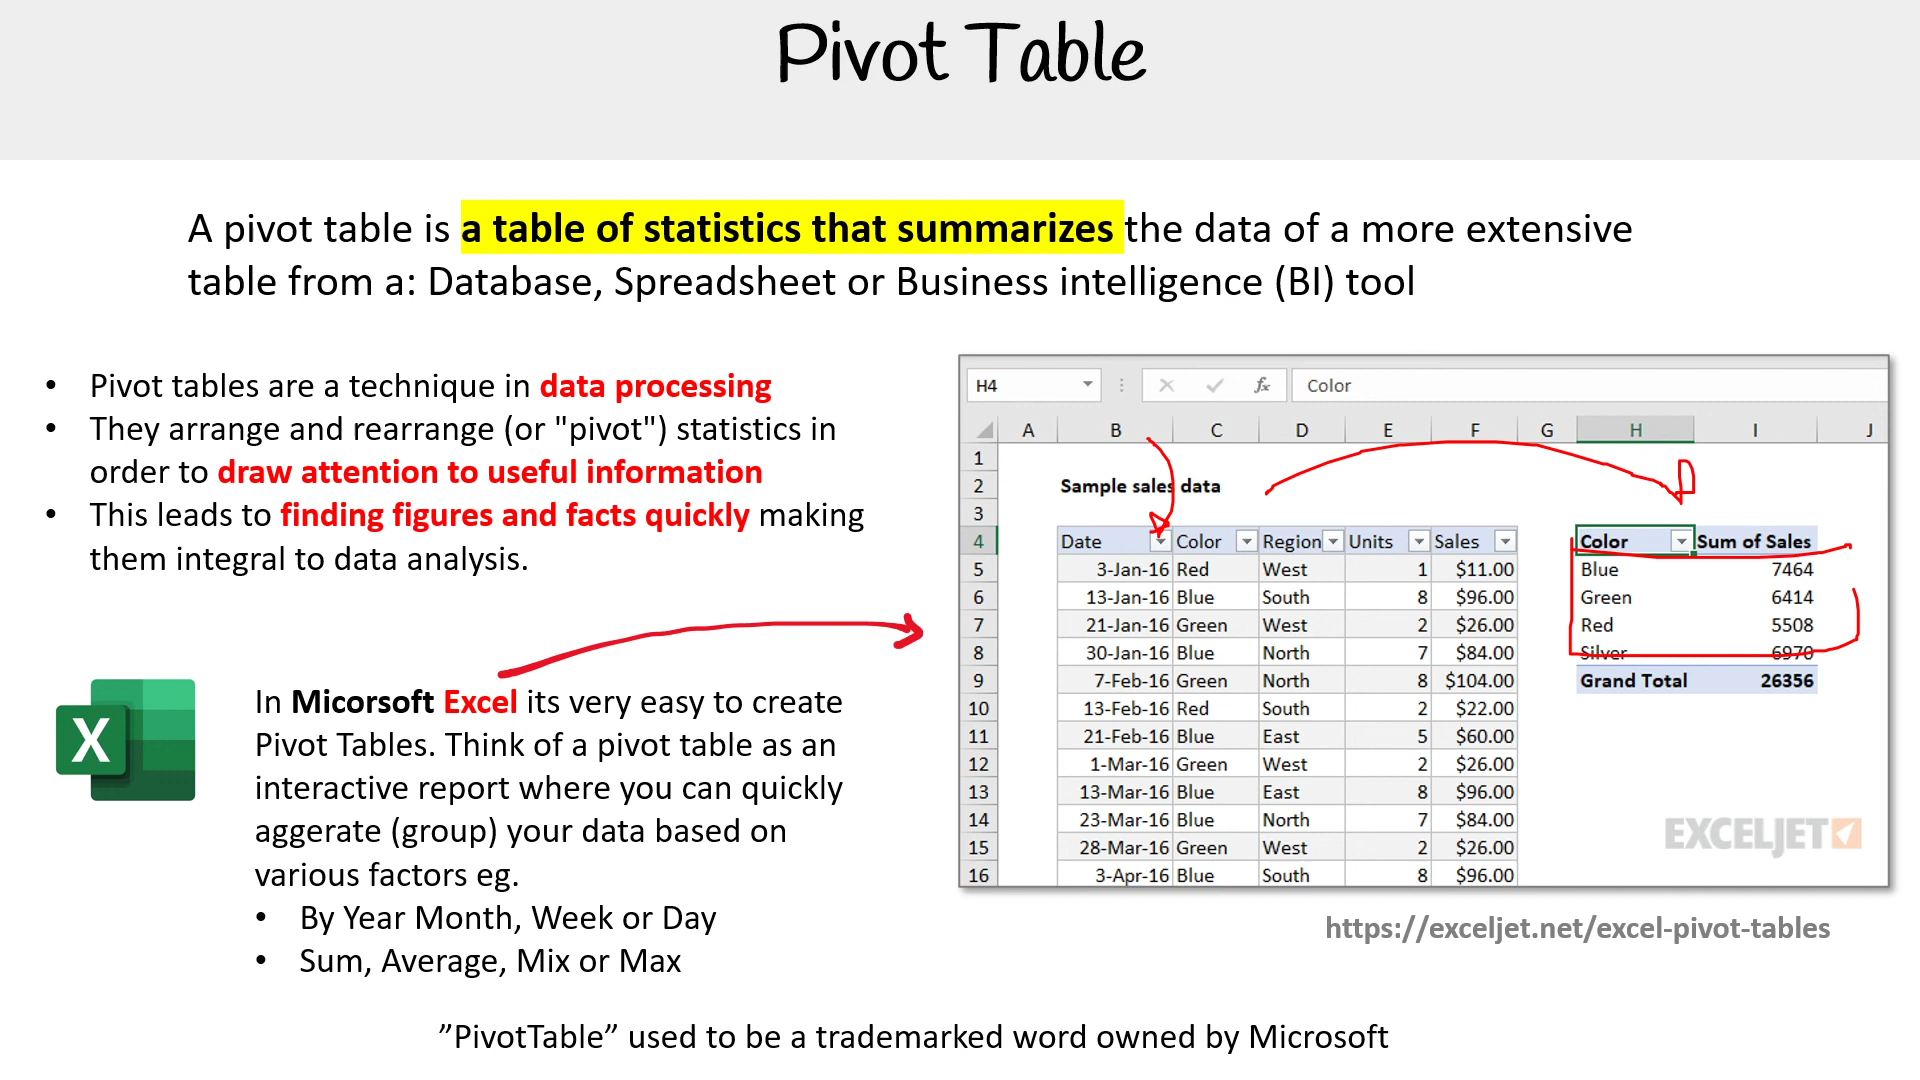 Pivot Table
A pivot table is a table of statistics that summarizes the data of a more extensive
table from a: Database, Spreadsheet or Business intelligence (BI) tool
• Pivot tables are a technique in data processing
• They arrange and rearrange (or "pivot") statistics in
order to draw attention to useful information
• This leads to finding figures and facts quickly making
them integral to data analysis.
X
In Micorsoft Excel its very easy to create
Pivot Tables. Think of a pivot table as an
interactive report where you can quickly
aggerate (group) your data based on
various factors eg.
• By Year Month, Week or Day
• Sum, Average, Mix or Max
H4 fx Color
A B C D E F G H I J
1
2 Sample sales data
3
4 Date Color Region Units Sales Color Sum of Sales
5 3-Jan-16 Red West 1 $11.00 Blue 7464
6 13-Jan-16 Blue South 8 $96.00 Green 6414
7 21-Jan-16 Green West 2 $26.00 Red 5508
8 30-Jan-16 Blue North 7 $84.00 Silver 6970
9 7-Feb-16 Green North 8 $104.00 Grand Total 26356
10 13-Feb-16 Red South 2 $22.00
11 21-Feb-16 Blue East 5 $60.00
12 1-Mar-16 Green West 2 $26.00
13 13-Mar-16 Blue East 8 $96.00
14 23-Mar-16 Blue North 7 $84.00
15 28-Mar-16 Green West 2 $26.00
16 3-Apr-16 Blue South 8 $96.00
EXCELJET
https://exceljet.net/excel-pivot-tables
”PivotTable” used to be a trademarked word owned by Microsoft